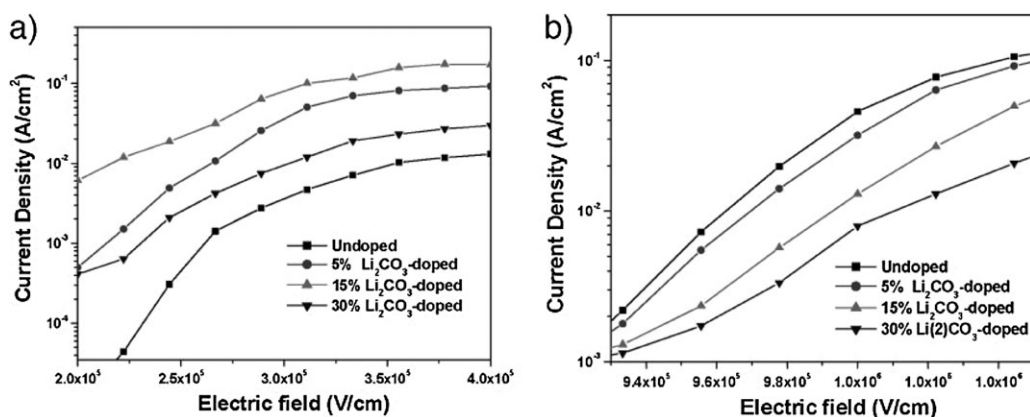 a)
Current Density (A/cm²)
10⁻¹
10⁻²
10⁻³
10⁻⁴
Undoped
5% Li₂CO₃-doped
15% Li₂CO₃-doped
30% Li₂CO₃-doped
2.0x10⁵ 2.5x10⁵ 3.0x10⁵ 3.5x10⁵ 4.0x10⁵
Electric field (V/cm)
b)
Current Density (A/cm²)
10⁻¹
10⁻²
10⁻³
Undoped
5% Li₂CO₃-doped
15% Li₂CO₃-doped
30% Li(2)CO₃-doped
9.4x10⁵ 9.6x10⁵ 9.8x10⁵ 1.0x10⁶ 1.0x10⁶ 1.0x10⁶
Electric field (V/cm)